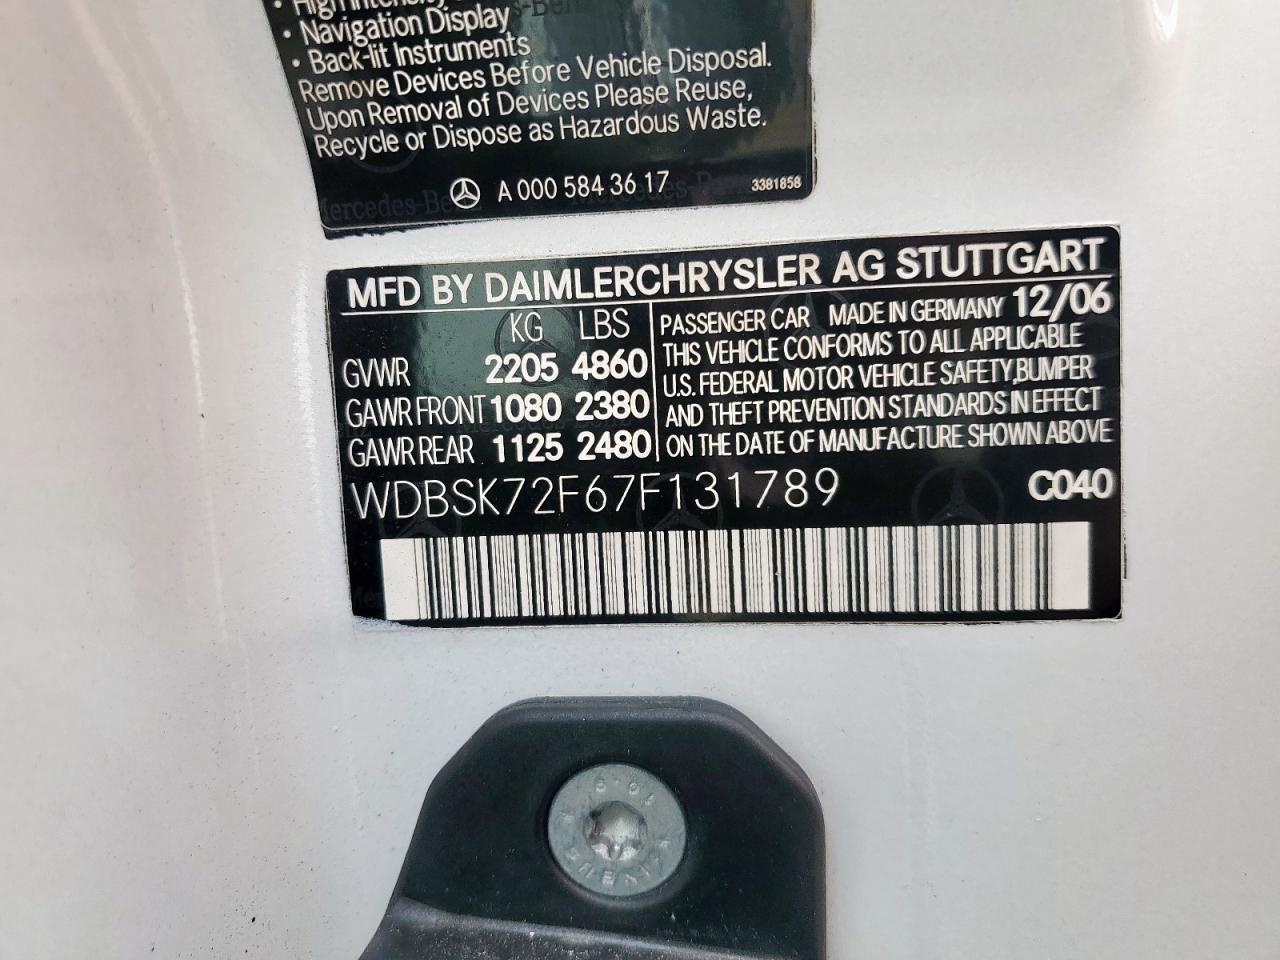 • High Intensity
• Navigation Display
• Back-lit Instruments
Remove Devices Before Vehicle Disposal.
Upon Removal of Devices Please Reuse,
Recycle or Dispose as Hazardous Waste.
A 000 584 36 17 3381858
MFD BY DAIMLERCHRYSLER AG STUTTGART
KG LBS
GVWR 2205 4860
GAWR FRONT 1080 2380
GAWR REAR 1125 2480
PASSENGER CAR MADE IN GERMANY 12/06
THIS VEHICLE CONFORMS TO ALL APPLICABLE
U.S. FEDERAL MOTOR VEHICLE SAFETY,BUMPER
AND THEFT PREVENTION STANDARDS IN EFFECT
ON THE DATE OF MANUFACTURE SHOWN ABOVE
WDBSK72F67F131789 C040